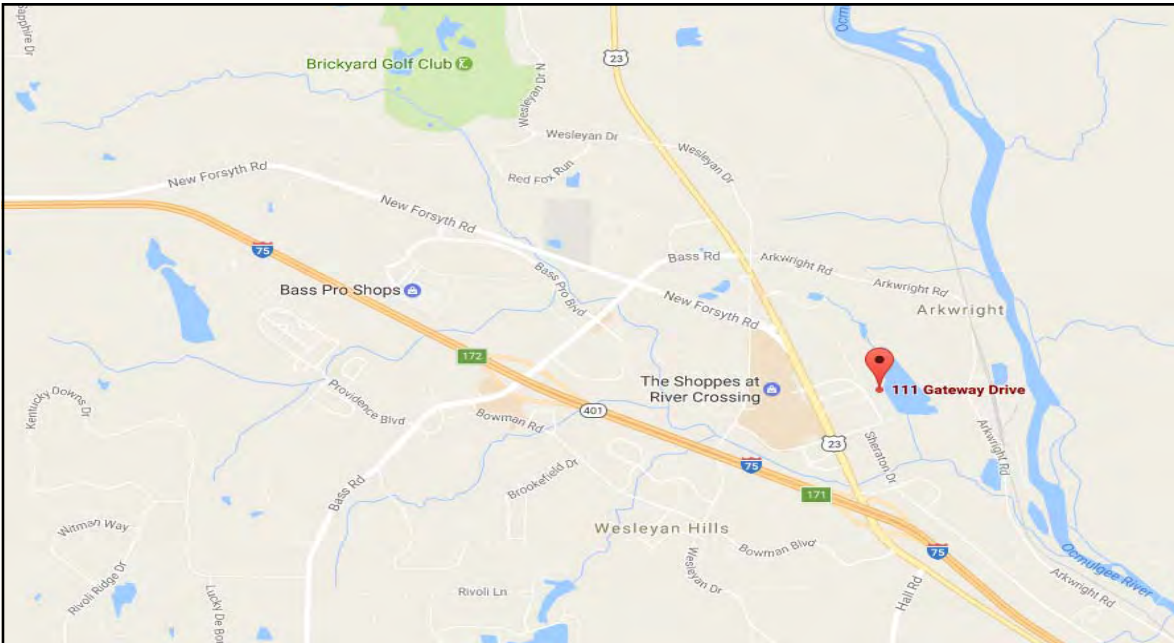 Sapphire Dr
Brickyard Golf Club
23
Wesleyan Dr N
Wesleyan Dr
Wesleyan Dr
Red Fox Run
New Forsyth Rd
New Forsyth Rd
75
Bass Rd
Arkwright Rd
Arkwright Rd
Bass Pro Shops
Bass Pro Blvd
New Forsyth Rd
Arkwright
172
The Shoppes at
River Crossing
111 Gateway Drive
Kentucky Downs Dr
Providence Blvd
Bowman Rd
401
23
Sheraton Dr
Arkwright Rd
Bass Rd
Brookefield Dr
75
171
Witman Way
Wesleyan Hills
Bowman Blvd
75
Wesleyan Dr
Ocmulgee River
Rivoli Ridge Dr
Lucky De Bon
Rivoli Ln
Hall Rd
Arkwright Rd